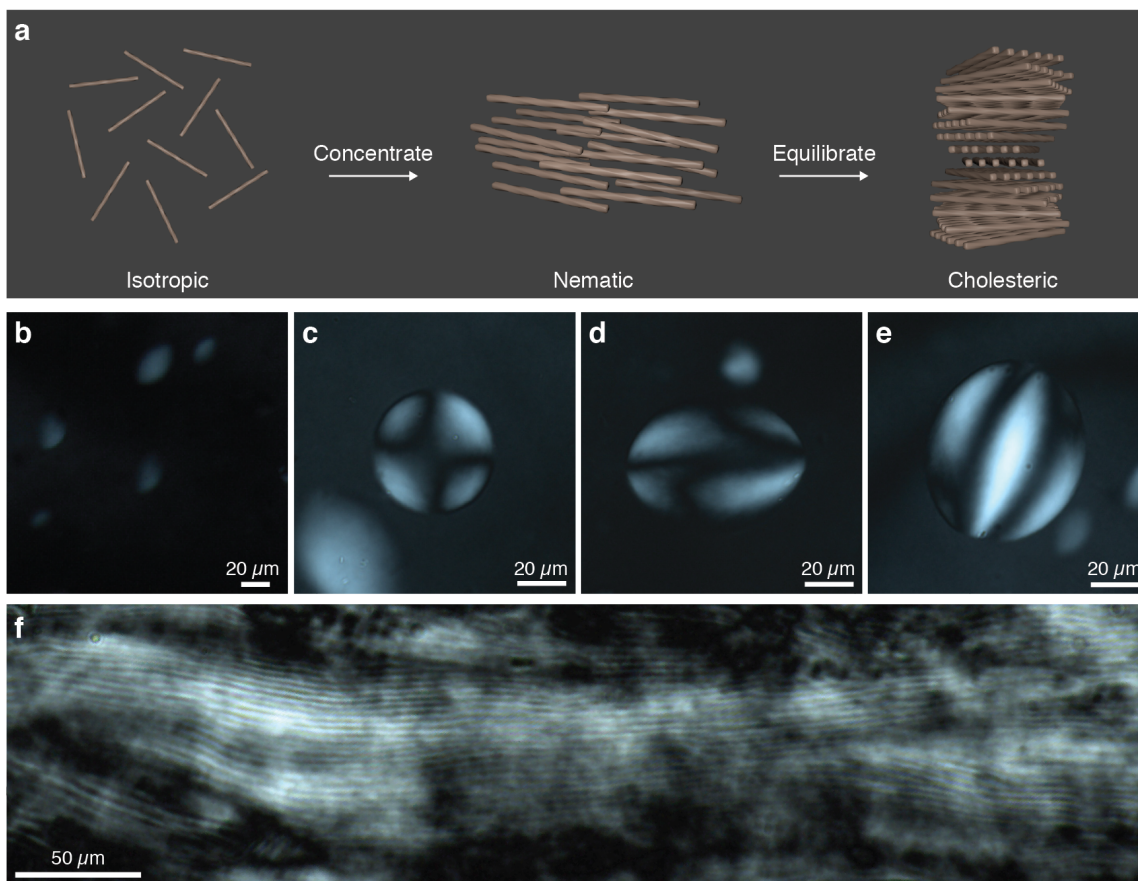 a
Concentrate
Equilibrate
Isotropic
Nematic
Cholesteric
b
c
d
e
20 µm
20 µm
20 µm
20 µm
f
50 µm